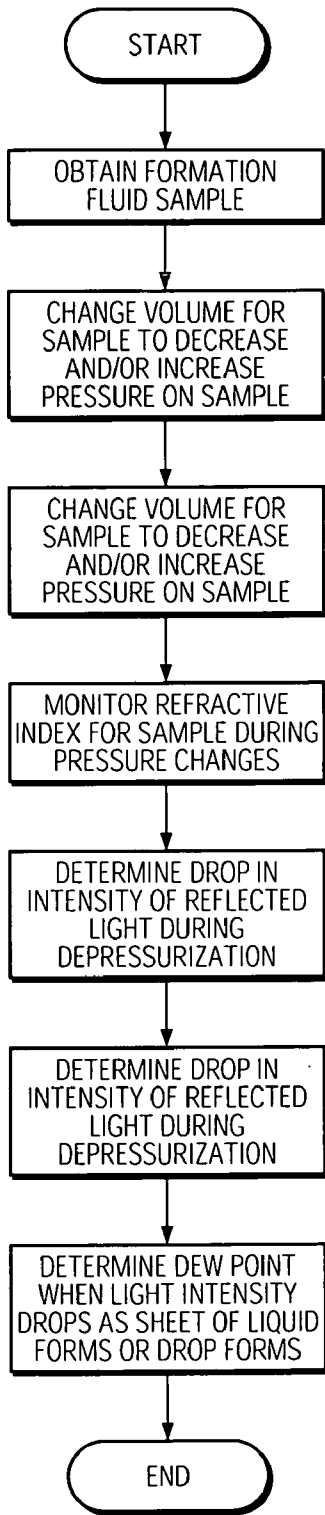 START
OBTAIN FORMATION
FLUID SAMPLE
CHANGE VOLUME FOR
SAMPLE TO DECREASE
AND/OR INCREASE
PRESSURE ON SAMPLE
CHANGE VOLUME FOR
SAMPLE TO DECREASE
AND/OR INCREASE
PRESSURE ON SAMPLE
MONITOR REFRACTIVE
INDEX FOR SAMPLE DURING
PRESSURE CHANGES
DETERMINE DROP IN
INTENSITY OF REFLECTED
LIGHT DURING
DEPRESSURIZATION
DETERMINE DROP IN
INTENSITY OF REFLECTED
LIGHT DURING
DEPRESSURIZATION
DETERMINE DEW POINT
WHEN LIGHT INTENSITY
DROPS AS SHEET OF LIQUID
FORMS OR DROP FORMS
END